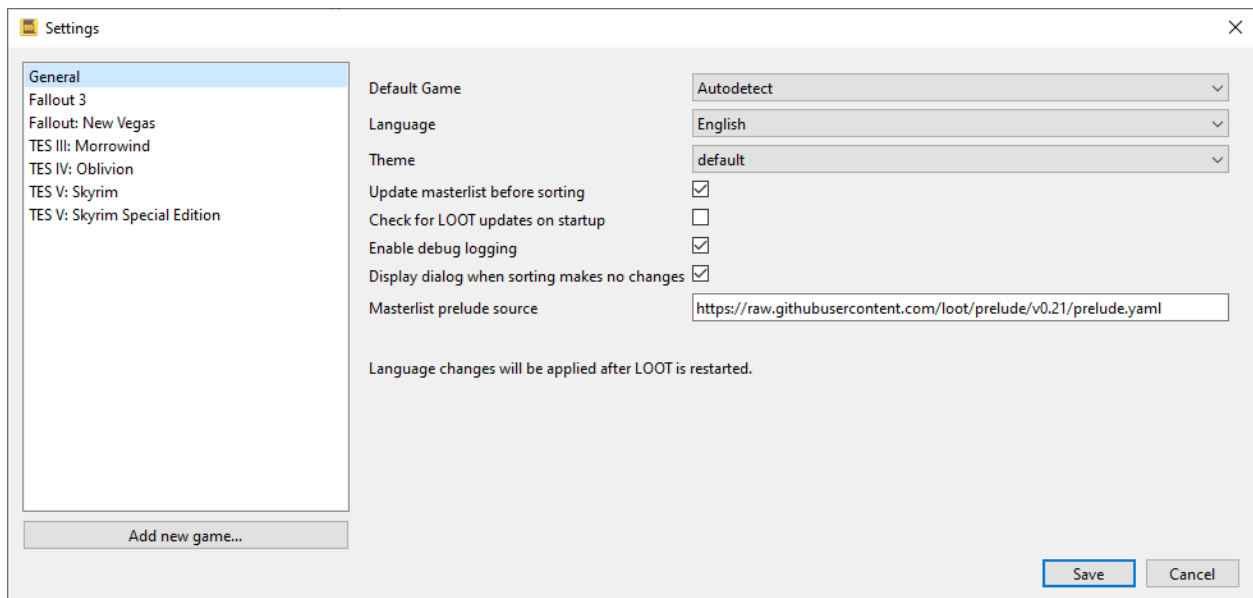 Settings
General
Fallout 3
Fallout: New Vegas
TES III: Morrowind
TES IV: Oblivion
TES V: Skyrim
TES V: Skyrim Special Edition
Add new game...
Default Game
Autodetect
Language
English
Theme
default
Update masterlist before sorting
Check for LOOT updates on startup
Enable debug logging
Display dialog when sorting makes no changes
Masterlist prelude source
https://raw.githubusercontent.com/loot/prelude/v0.21/prelude.yaml
Language changes will be applied after LOOT is restarted.
Save
Cancel